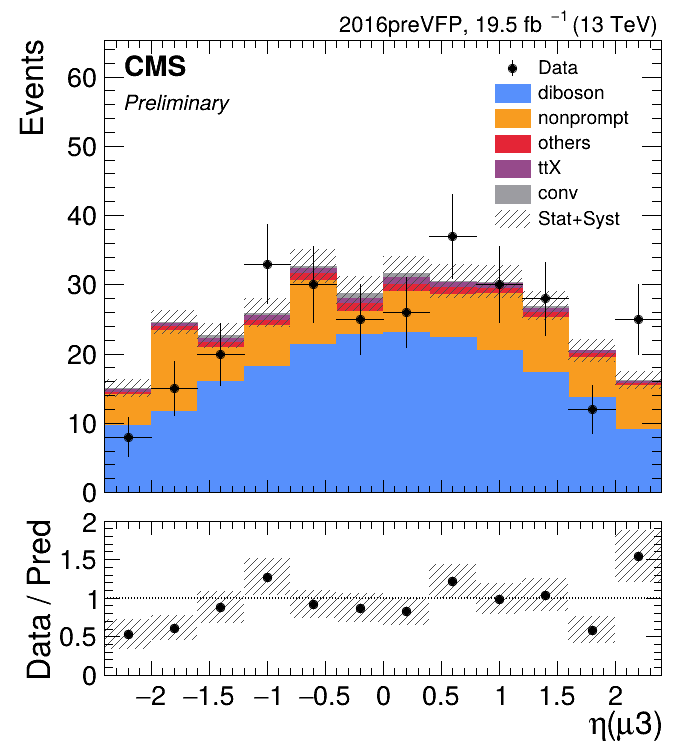 2016preVFP, 19.5 fb⁻¹ (13 TeV)
Events
CMS
Preliminary
Data
diboson
nonprompt
others
ttX
conv
Stat+Syst
60
50
40
30
20
10
0
Data / Pred
2
1.5
1
0.5
0
−2 −1.5 −1 −0.5 0 0.5 1 1.5 2
η(μ3)